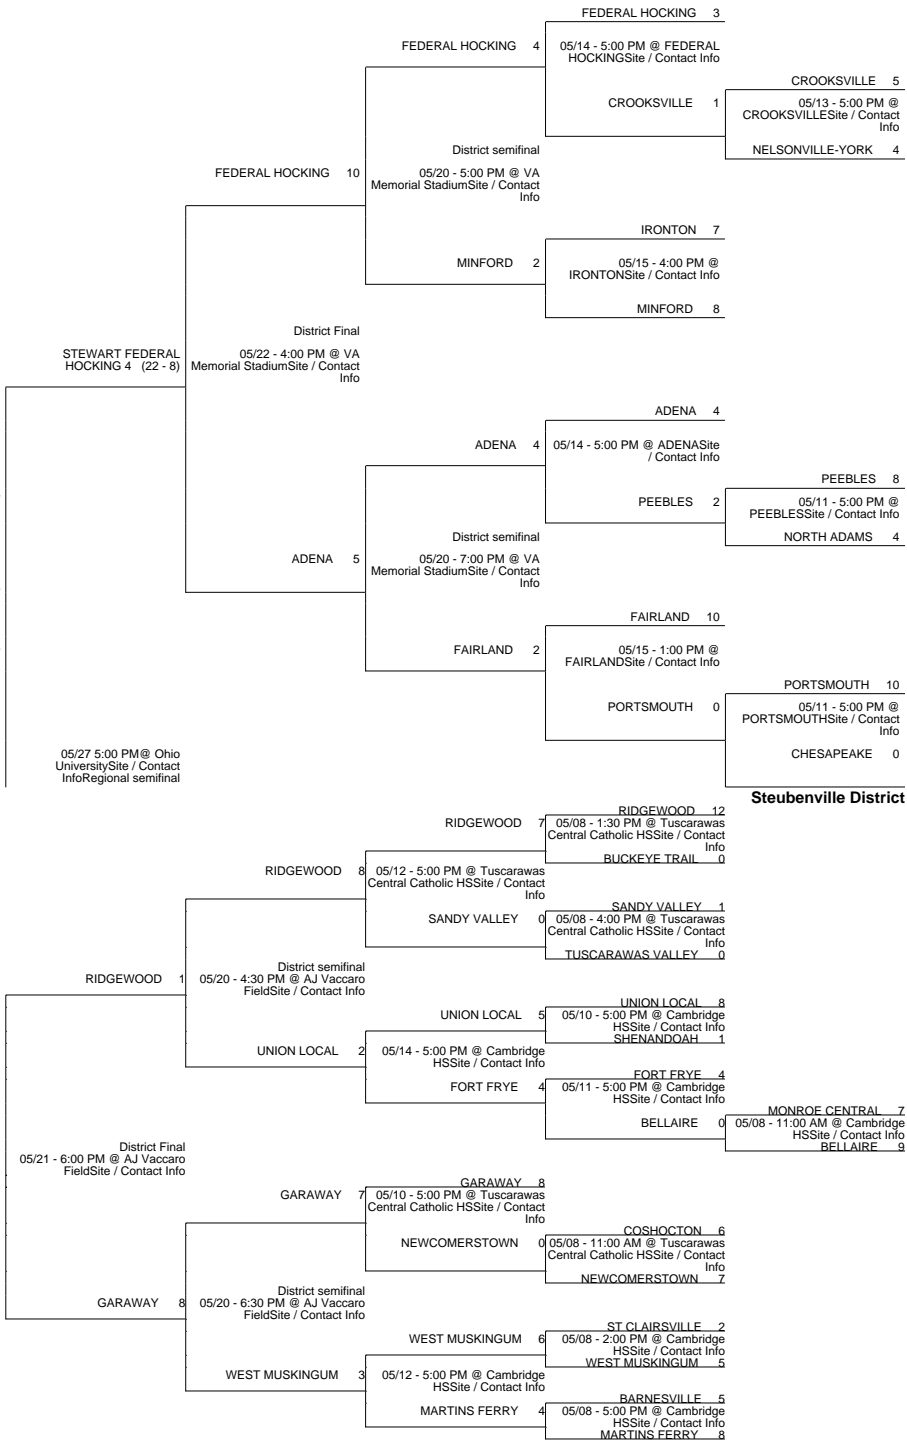 FEDERAL HOCKING 3
FEDERAL HOCKING 4
05/14 - 5:00 PM @ FEDERAL
HOCKINGSite / Contact Info
CROOKSVILLE 5
CROOKSVILLE 1
05/13 - 5:00 PM @
CROOKSVILLESite / Contact
Info
NELSONVILLE-YORK 4
District semifinal
FEDERAL HOCKING 10
05/20 - 5:00 PM @ VA
Memorial StadiumSite / Contact
Info
IRONTON 7
MINFORD 2
05/15 - 4:00 PM @
IRONTONSite / Contact Info
MINFORD 8
District Final
STEWART FEDERAL
HOCKING 4 (22 - 8)
05/22 - 4:00 PM @ VA
Memorial StadiumSite / Contact
Info
ADENA 4
ADENA 4
05/14 - 5:00 PM @ ADENASite
/ Contact Info
PEEBLES 8
PEEBLES 2
05/11 - 5:00 PM @
PEEBLESSite / Contact Info
NORTH ADAMS 4
District semifinal
ADENA 5
05/20 - 7:00 PM @ VA
Memorial StadiumSite / Contact
Info
FAIRLAND 10
FAIRLAND 2
05/15 - 1:00 PM @
FAIRLANDSite / Contact Info
PORTSMOUTH 10
PORTSMOUTH 0
05/11 - 5:00 PM @
PORTSMOUTHSite / Contact
Info
CHESAPEAKE 0
05/27 5:00 PM@ Ohio
UniversitySite / Contact
InfoRegional semifinal
Steubenville District
RIDGEWOOD 12
RIDGEWOOD 7
05/08 - 1:30 PM @ Tuscarawas
Central Catholic HSSite / Contact
Info
BUCKEYE TRAIL 0
RIDGEWOOD 8
05/12 - 5:00 PM @ Tuscarawas
Central Catholic HSSite / Contact
Info
SANDY VALLEY 1
SANDY VALLEY 0
05/08 - 4:00 PM @ Tuscarawas
Central Catholic HSSite / Contact
Info
TUSCARAWAS VALLEY 0
RIDGEWOOD 1
District semifinal
05/20 - 4:30 PM @ AJ Vaccaro
FieldSite / Contact Info
UNION LOCAL 8
UNION LOCAL 5
05/10 - 5:00 PM @ Cambridge
HSSite / Contact Info
SHENANDOAH 1
UNION LOCAL 2
05/14 - 5:00 PM @ Cambridge
HSSite / Contact Info
FORT FRYE 4
FORT FRYE 4
05/11 - 5:00 PM @ Cambridge
HSSite / Contact Info
MONROE CENTRAL 7
BELLAIRE 0
05/08 - 11:00 AM @ Cambridge
HSSite / Contact Info
BELLAIRE 9
District Final
05/21 - 6:00 PM @ AJ Vaccaro
FieldSite / Contact Info
GARAWAY 8
GARAWAY 7
05/10 - 5:00 PM @ Tuscarawas
Central Catholic HSSite / Contact
Info
COSHOCTON 6
NEWCOMERSTOWN 0
05/08 - 11:00 AM @ Tuscarawas
Central Catholic HSSite / Contact
Info
NEWCOMERSTOWN 7
GARAWAY 8
District semifinal
05/20 - 6:30 PM @ AJ Vaccaro
FieldSite / Contact Info
ST CLAIRSVILLE 2
WEST MUSKINGUM 6
05/08 - 2:00 PM @ Cambridge
HSSite / Contact Info
WEST MUSKINGUM 5
WEST MUSKINGUM 3
05/12 - 5:00 PM @ Cambridge
HSSite / Contact Info
BARNESVILLE 5
MARTINS FERRY 4
05/08 - 5:00 PM @ Cambridge
HSSite / Contact Info
MARTINS FERRY 8